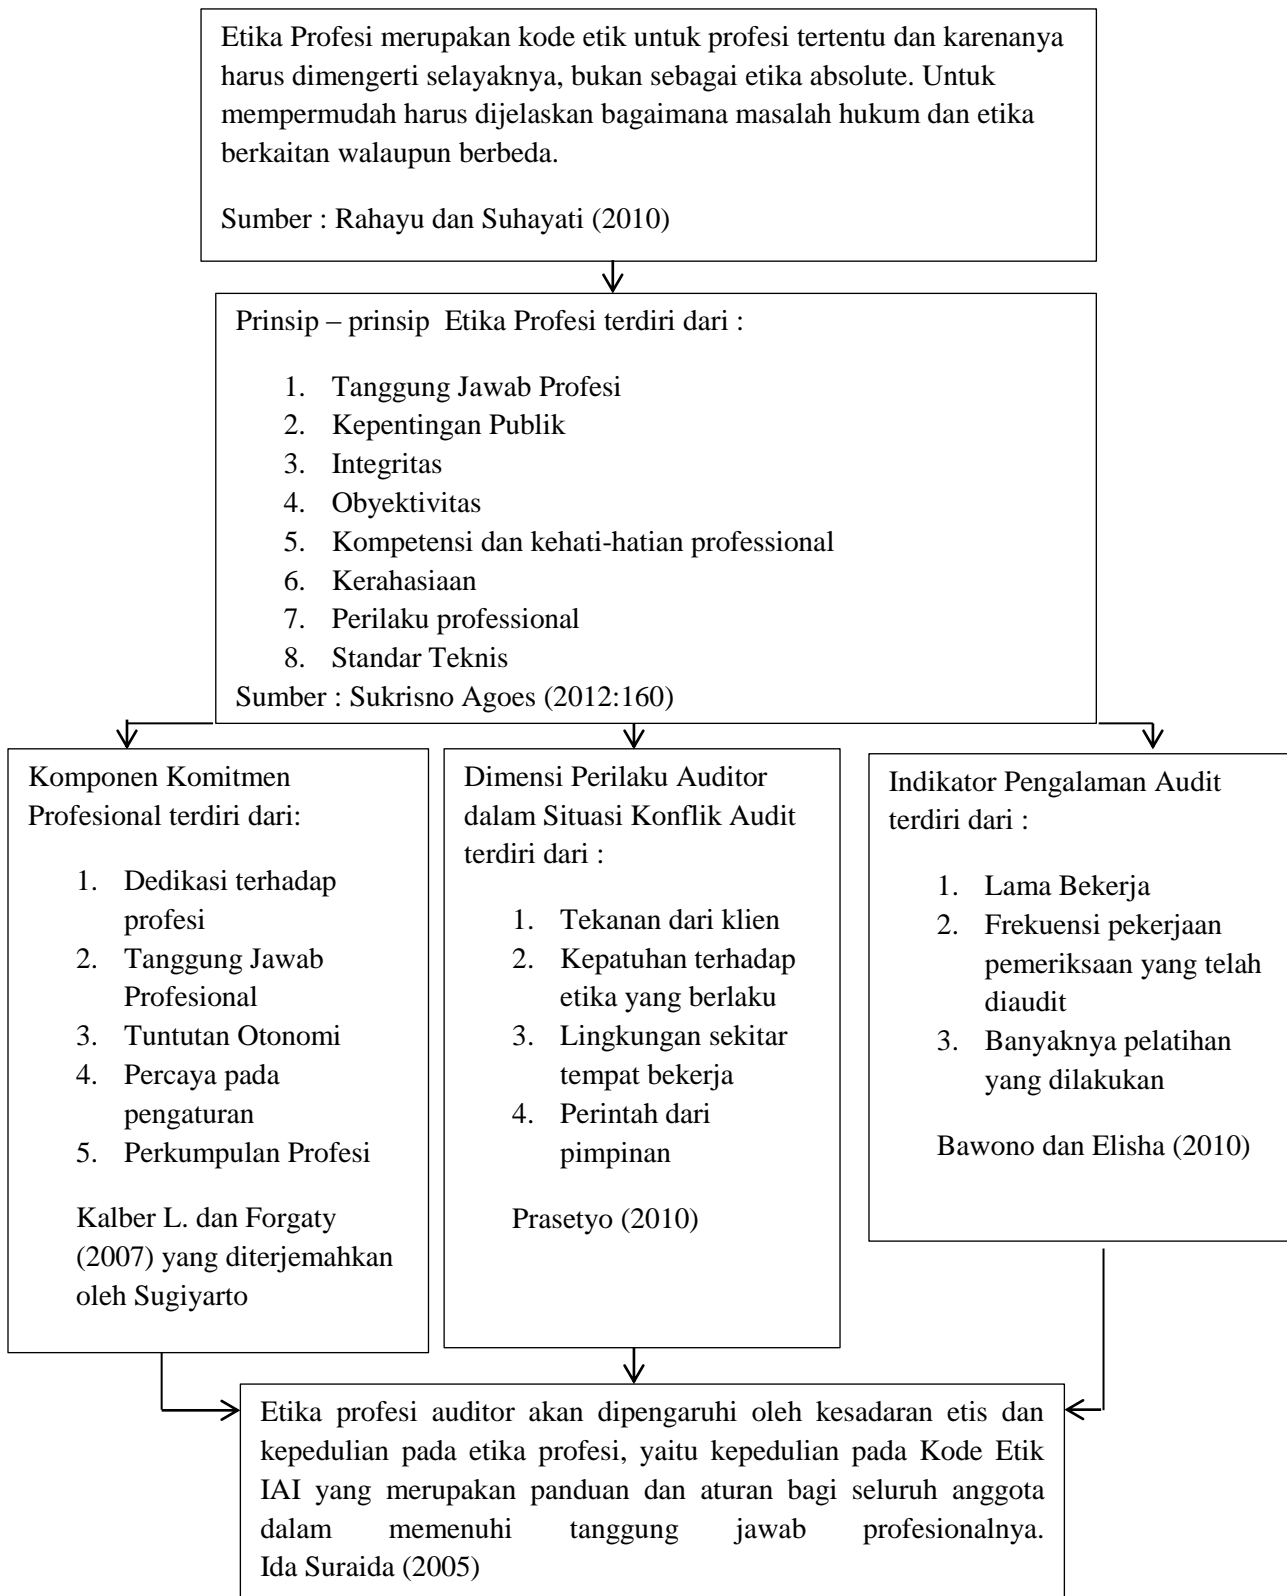 Etika Profesi merupakan kode etik untuk profesi tertentu dan karenanya
harus dimengerti selayaknya, bukan sebagai etika absolute. Untuk
mempermudah harus dijelaskan bagaimana masalah hukum dan etika
berkaitan walaupun berbeda.
Sumber : Rahayu dan Suhayati (2010)
Prinsip – prinsip Etika Profesi terdiri dari :
1. Tanggung Jawab Profesi
2. Kepentingan Publik
3. Integritas
4. Obyektivitas
5. Kompetensi dan kehati-hatian professional
6. Kerahasiaan
7. Perilaku professional
8. Standar Teknis
Sumber : Sukrisno Agoes (2012:160)
Komponen Komitmen
Profesional terdiri dari:
1. Dedikasi terhadap
profesi
2. Tanggung Jawab
Profesional
3. Tuntutan Otonomi
4. Percaya pada
pengaturan
5. Perkumpulan Profesi
Kalber L. dan Forgaty
(2007) yang diterjemahkan
oleh Sugiyarto
Dimensi Perilaku Auditor
dalam Situasi Konflik Audit
terdiri dari :
1. Tekanan dari klien
2. Kepatuhan terhadap
etika yang berlaku
3. Lingkungan sekitar
tempat bekerja
4. Perintah dari
pimpinan
Prasetyo (2010)
Indikator Pengalaman Audit
terdiri dari :
1. Lama Bekerja
2. Frekuensi pekerjaan
pemeriksaan yang telah
diaudit
3. Banyaknya pelatihan
yang dilakukan
Bawono dan Elisha (2010)
Etika profesi auditor akan dipengaruhi oleh kesadaran etis dan
kepedulian pada etika profesi, yaitu kepedulian pada Kode Etik
IAI yang merupakan panduan dan aturan bagi seluruh anggota
dalam memenuhi tanggung jawab profesionalnya.
Ida Suraida (2005)